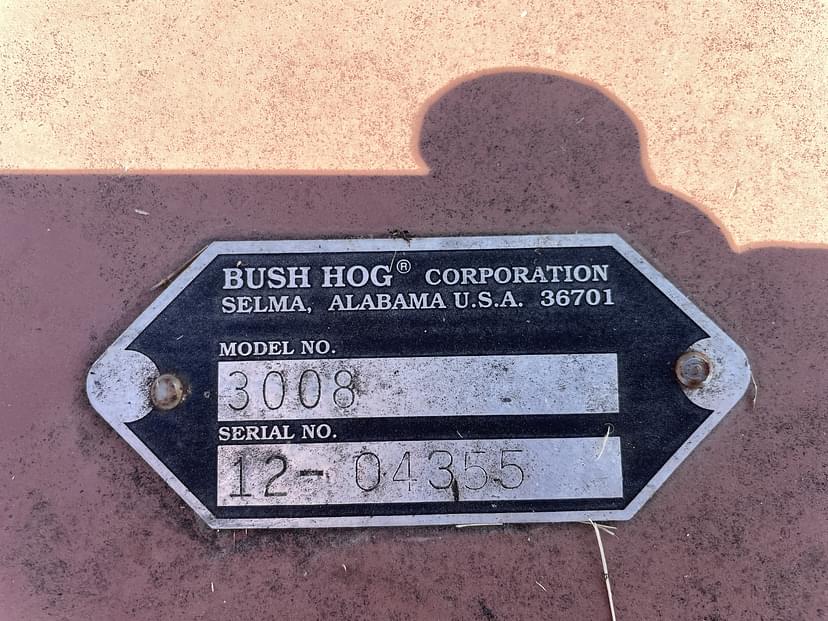 BUSH HOG® CORPORATION
SELMA, ALABAMA U.S.A. 36701
MODEL NO.
3008
SERIAL NO.
12- 04355